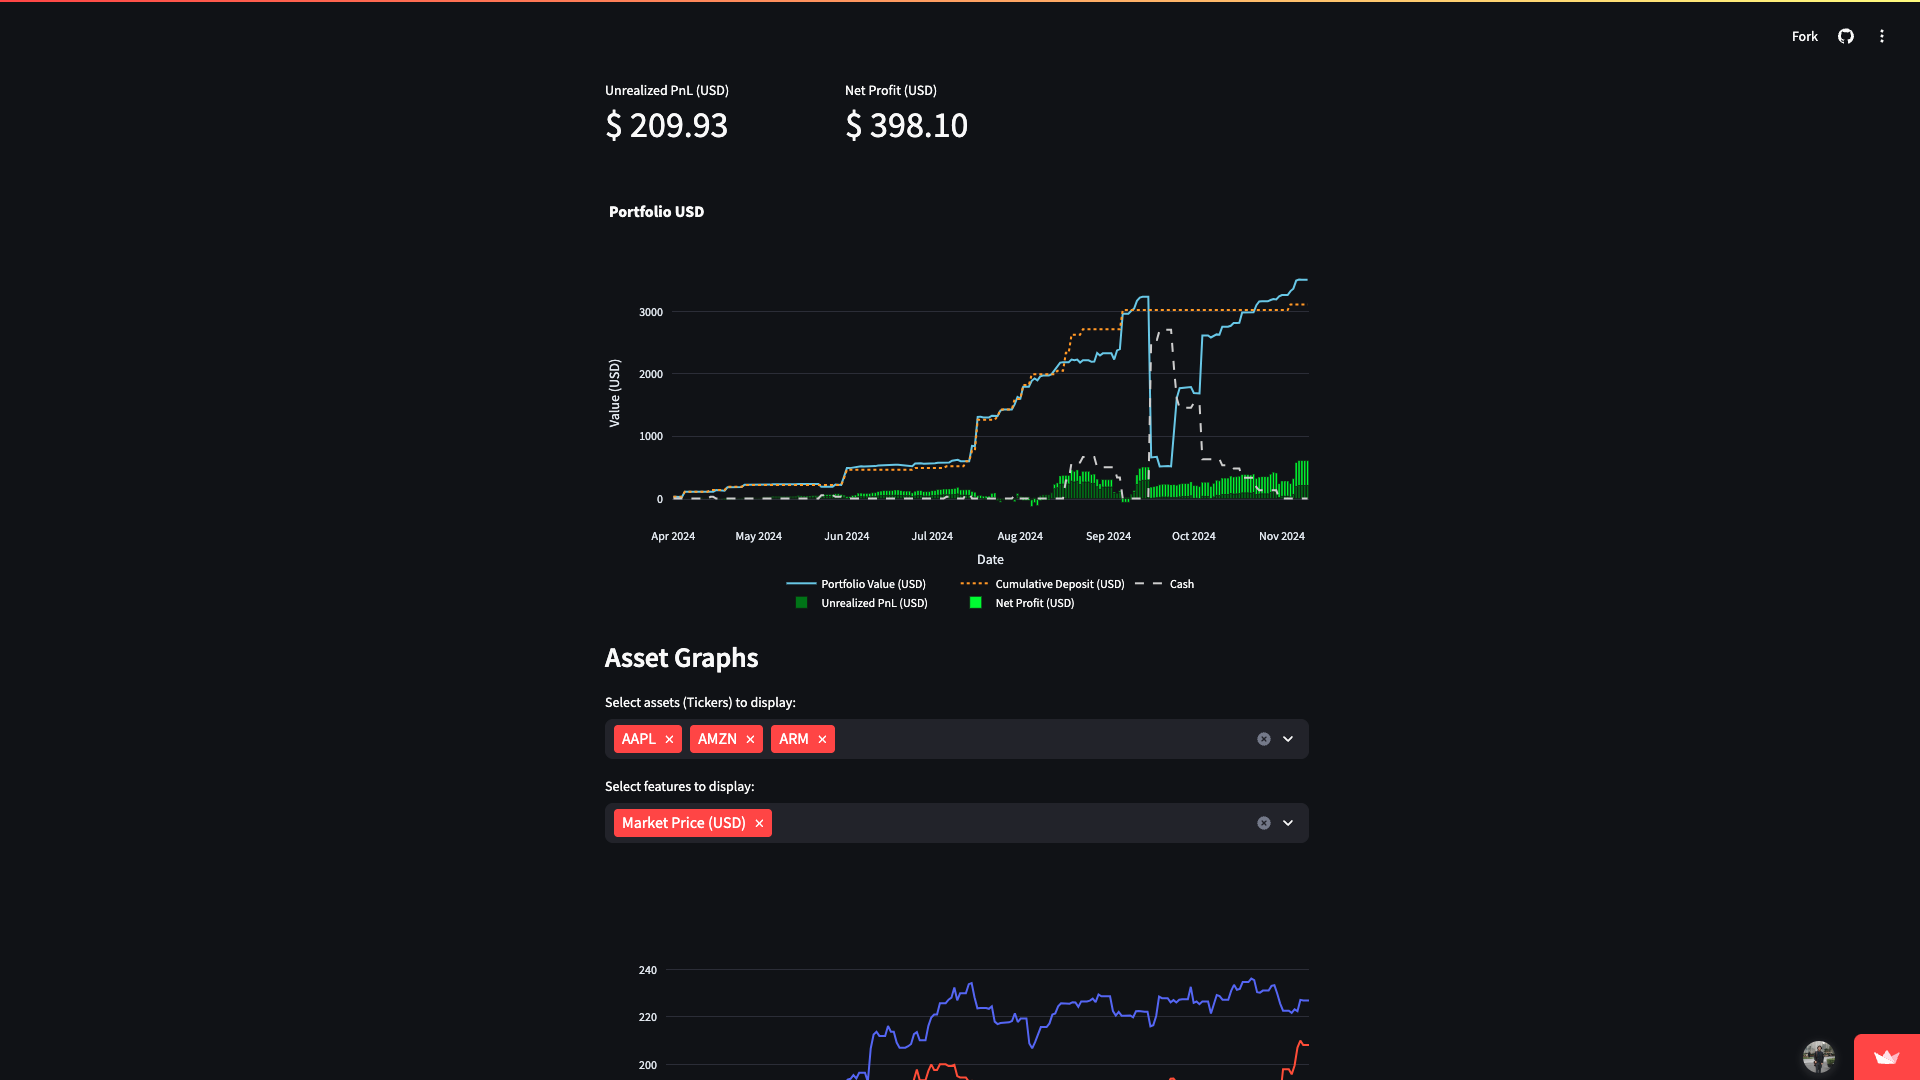 Fork
Unrealized PnL (USD)
Net Profit (USD)
$ 209.93
$ 398.10
Portfolio USD
3000
2000
1000
0
Value (USD)
Apr 2024
May 2024
Jun 2024
Jul 2024
Aug 2024
Sep 2024
Oct 2024
Nov 2024
Date
Portfolio Value (USD)
Cumulative Deposit (USD)
Cash
Unrealized PnL (USD)
Net Profit (USD)
Asset Graphs
Select assets (Tickers) to display:
AAPL
AMZN
ARM
Select features to display:
Market Price (USD)
240
220
200